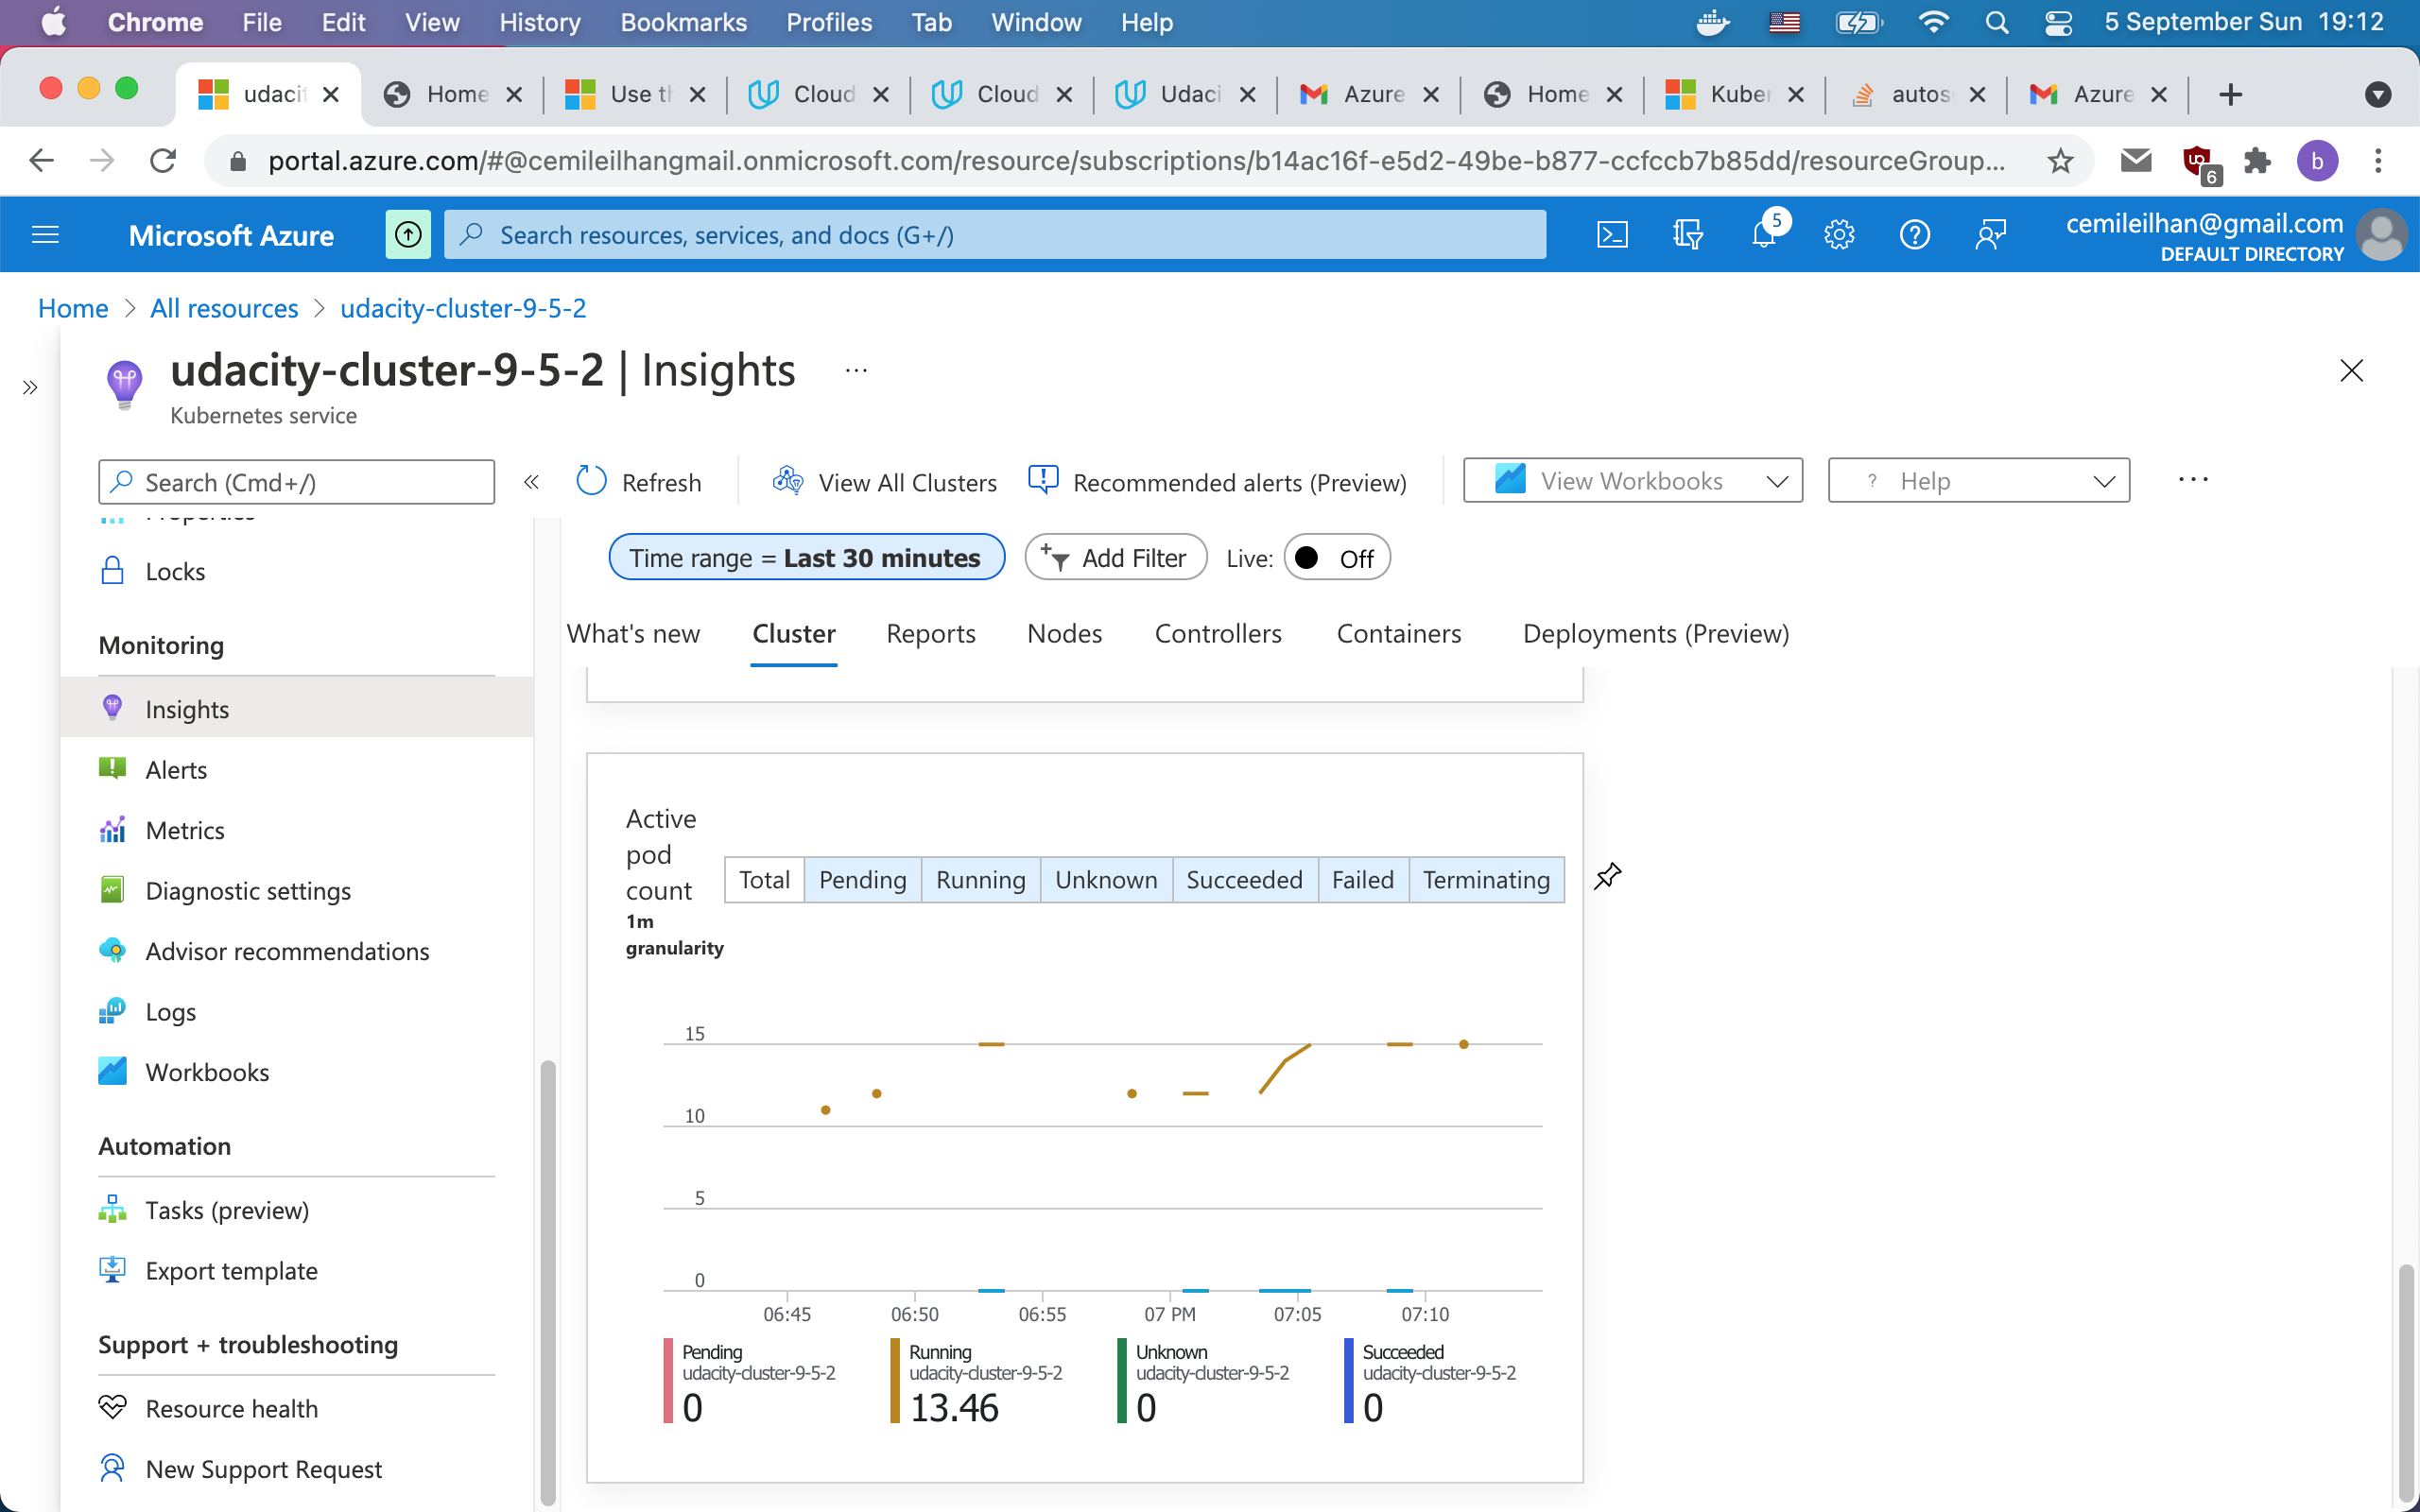 Chrome File Edit View History Bookmarks Profiles Tab Window Help 5 September Sun 19:12
udaci Home Use th Cloud Cloud Udaci Azure Home Kuber autos Azure
portal.azure.com/#@cemileilhangmail.onmicrosoft.com/resource/subscriptions/b14ac16f-e5d2-49be-b877-ccfccb7b85dd/resourceGroup... 6 b
Microsoft Azure Search resources, services, and docs (G+/) 5 cemileilhan@gmail.com
DEFAULT DIRECTORY
Home > All resources > udacity-cluster-9-5-2
udacity-cluster-9-5-2 | Insights ...
Kubernetes service
Search (Cmd+/) « Refresh View All Clusters Recommended alerts (Preview) View Workbooks ? Help ...
Properties
Locks
Monitoring
Insights
Alerts
Metrics
Diagnostic settings
Advisor recommendations
Logs
Workbooks
Automation
Tasks (preview)
Export template
Support + troubleshooting
Resource health
New Support Request
Time range = Last 30 minutes Add Filter Live: Off
What's new Cluster Reports Nodes Controllers Containers Deployments (Preview)
Active
pod
count
1m
granularity
Total Pending Running Unknown Succeeded Failed Terminating
15
10
5
0
06:45 06:50 06:55 07 PM 07:05 07:10
Pending
udacity-cluster-9-5-2
0
Running
udacity-cluster-9-5-2
13.46
Unknown
udacity-cluster-9-5-2
0
Succeeded
udacity-cluster-9-5-2
0